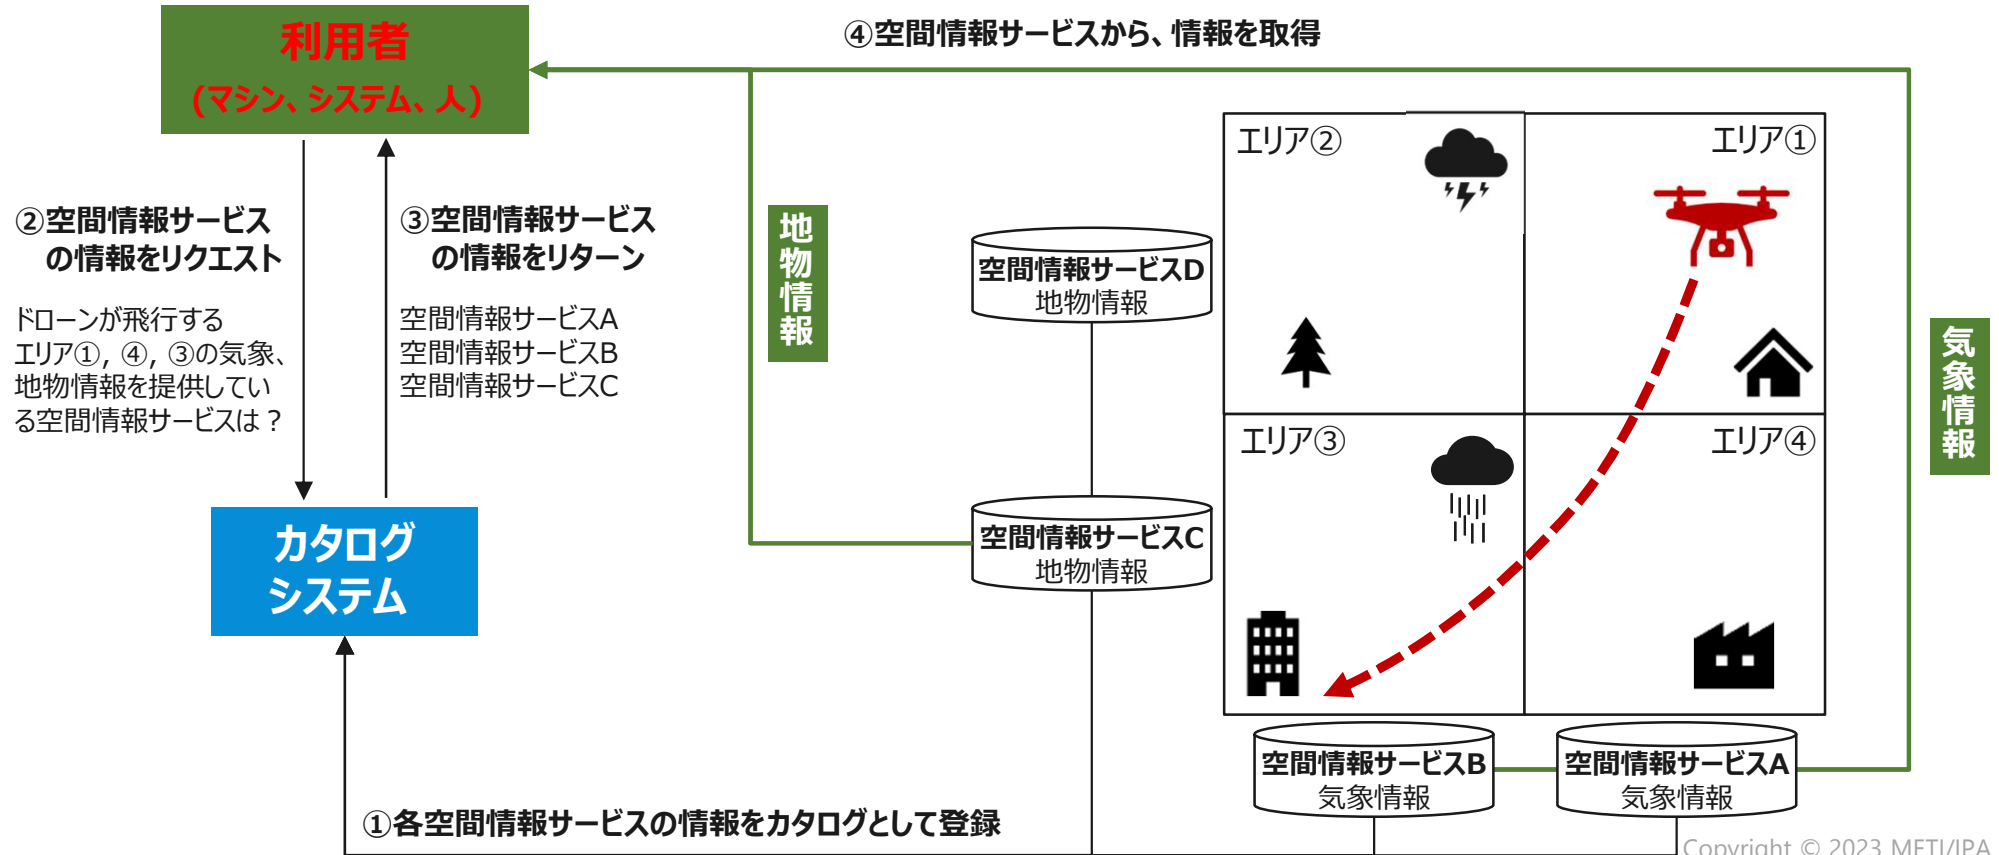 利用者
(マシン、システム、人)
④空間情報サービスから、情報を取得
②空間情報サービス
の情報をリクエスト
ドローンが飛行する
エリア①, ④, ③の気象、
地物情報を提供してい
る空間情報サービスは？
③空間情報サービス
の情報をリターン
空間情報サービスA
空間情報サービスB
空間情報サービスC
カタログ
システム
地物情報
空間情報サービスD
地物情報
空間情報サービスC
地物情報
エリア②
エリア①
エリア③
エリア④
気象情報
空間情報サービスB
気象情報
空間情報サービスA
気象情報
①各空間情報サービスの情報をカタログとして登録
Copyright © 2023 METI/IPA